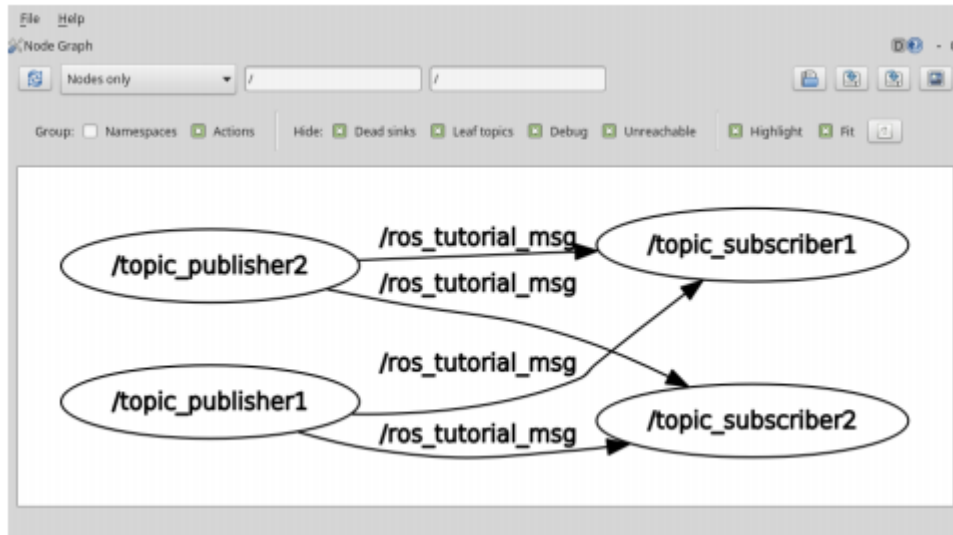 File Help
Node Graph
Nodes only / /
Group: Namespaces Actions Hide: Dead sinks Leaf topics Debug Unreachable Highlight Fit
/ros_tutorial_msg
/topic_publisher2
/topic_subscriber1
/ros_tutorial_msg
/ros_tutorial_msg
/topic_publisher1
/topic_subscriber2
/ros_tutorial_msg